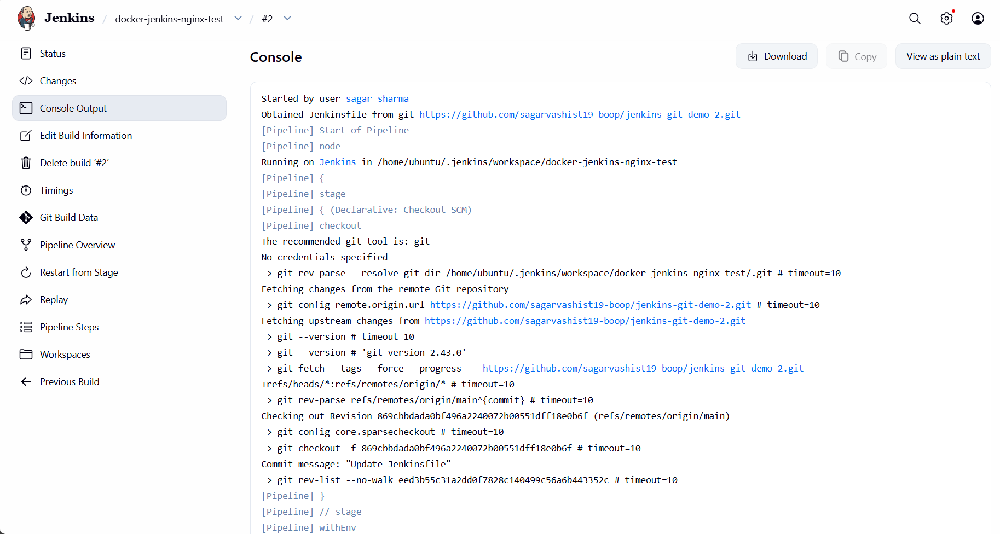 Jenkins / docker-jenkins-nginx-test / #2
Status
Changes
Console Output
Edit Build Information
Delete build ‘#2’
Timings
Git Build Data
Pipeline Overview
Restart from Stage
Replay
Pipeline Steps
Workspaces
Previous Build
Console
Download
Copy
View as plain text
Started by user sagar sharma
Obtained Jenkinsfile from git https://github.com/sagarvashist19-boop/jenkins-git-demo-2.git
[Pipeline] Start of Pipeline
[Pipeline] node
Running on Jenkins in /home/ubuntu/.jenkins/workspace/docker-jenkins-nginx-test
[Pipeline] {
[Pipeline] stage
[Pipeline] { (Declarative: Checkout SCM)
[Pipeline] checkout
The recommended git tool is: git
No credentials specified
> git rev-parse --resolve-git-dir /home/ubuntu/.jenkins/workspace/docker-jenkins-nginx-test/.git # timeout=10
Fetching changes from the remote Git repository
> git config remote.origin.url https://github.com/sagarvashist19-boop/jenkins-git-demo-2.git # timeout=10
Fetching upstream changes from https://github.com/sagarvashist19-boop/jenkins-git-demo-2.git
> git --version # timeout=10
> git --version # 'git version 2.43.0'
> git fetch --tags --force --progress -- https://github.com/sagarvashist19-boop/jenkins-git-demo-2.git
+refs/heads/*:refs/remotes/origin/* # timeout=10
> git rev-parse refs/remotes/origin/main^{commit} # timeout=10
Checking out Revision 869cbbdada0bf496a2240072b00551dff18e0b6f (refs/remotes/origin/main)
> git config core.sparsecheckout # timeout=10
> git checkout -f 869cbbdada0bf496a2240072b00551dff18e0b6f # timeout=10
Commit message: "Update Jenkinsfile"
> git rev-list --no-walk eed3b55c31a2dd0f7828c140499c56a6b443352c # timeout=10
[Pipeline] }
[Pipeline] // stage
[Pipeline] withEnv